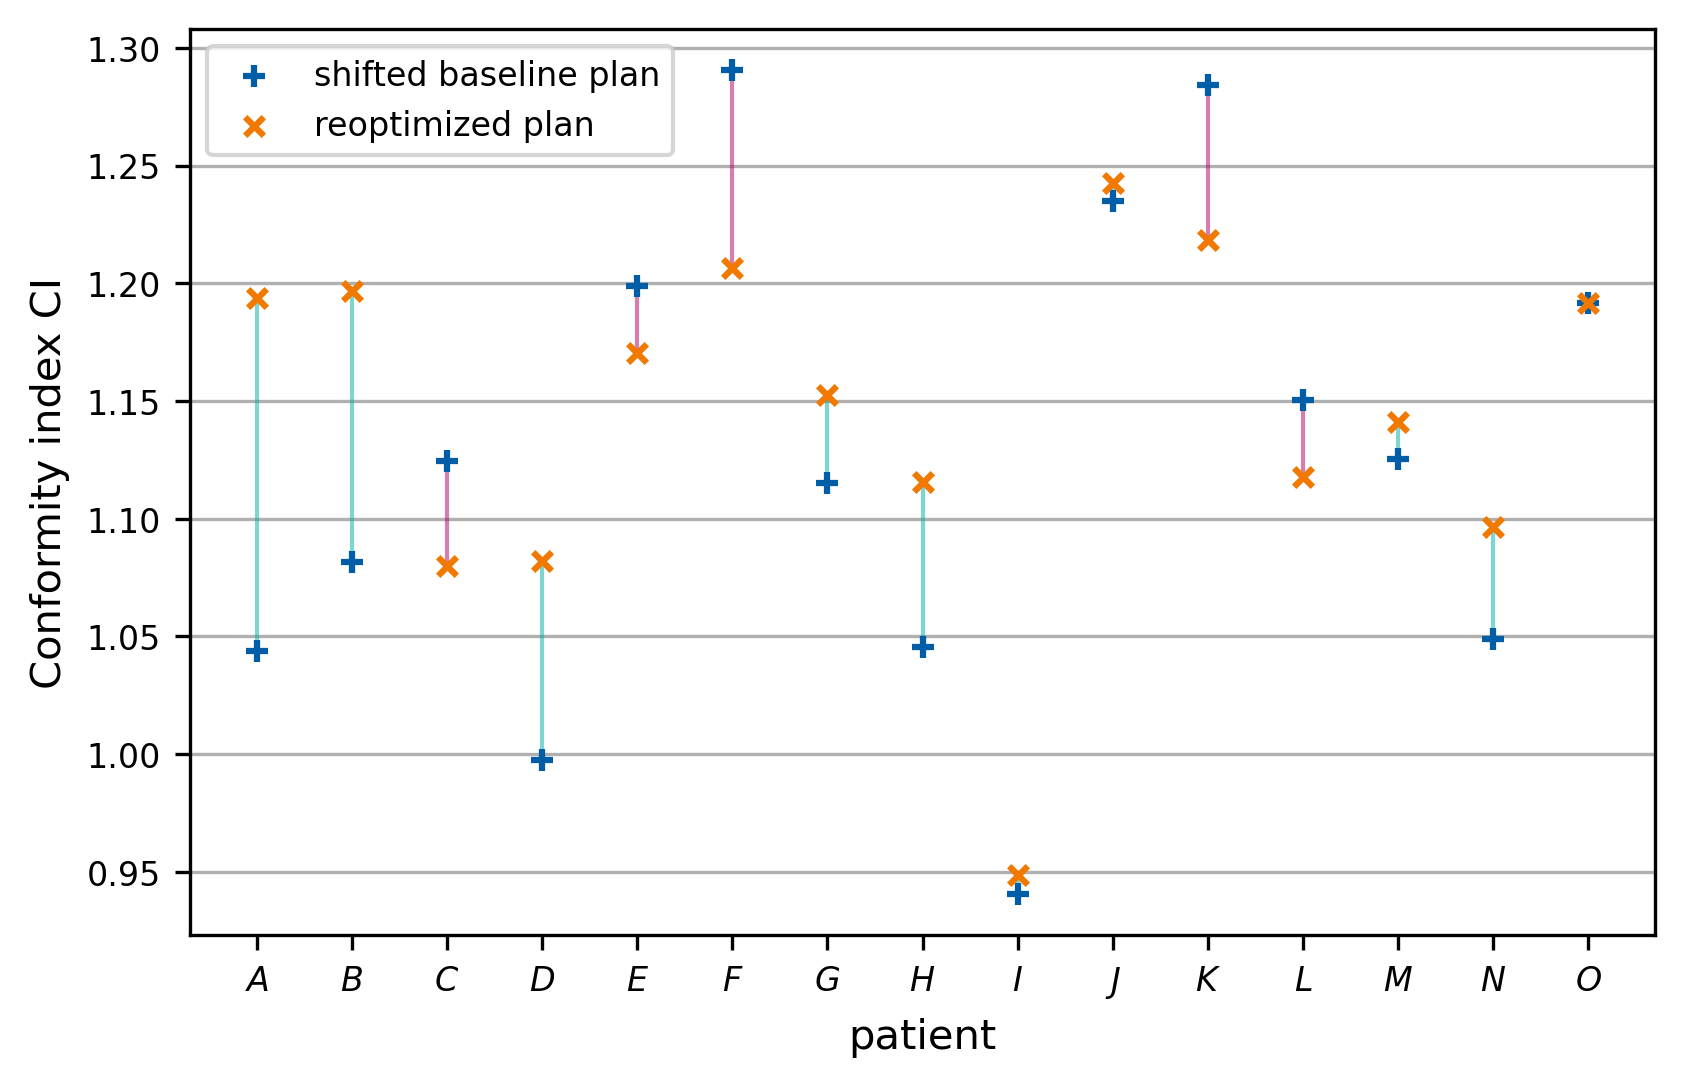 shifted baseline plan
reoptimized plan
Conformity index CI
1.30
1.25
1.20
1.15
1.10
1.05
1.00
0.95
A B C D E F G H I J K L M N O
patient